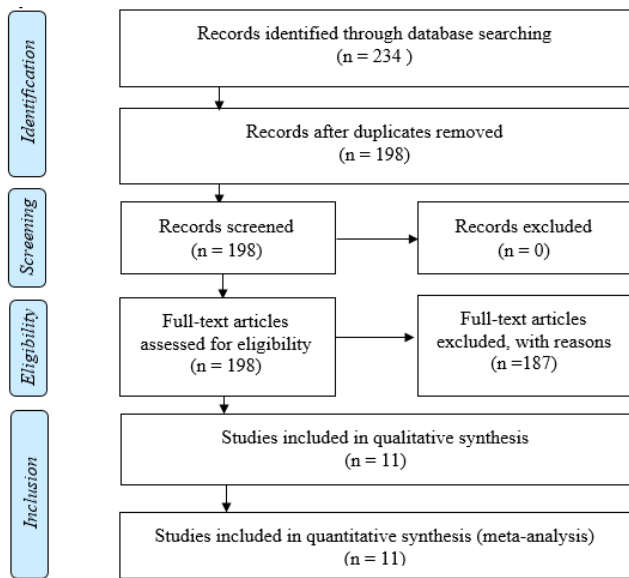 Identification
Records identified through database searching
(n = 234 )
Records after duplicates removed
(n = 198)
Screening
Records screened
(n = 198)
Records excluded
(n = 0)
Eligibility
Full-text articles
assessed for eligibility
(n = 198)
Full-text articles
excluded, with reasons
(n =187)
Inclusion
Studies included in qualitative synthesis
(n = 11)
Studies included in quantitative synthesis (meta-analysis)
(n = 11)